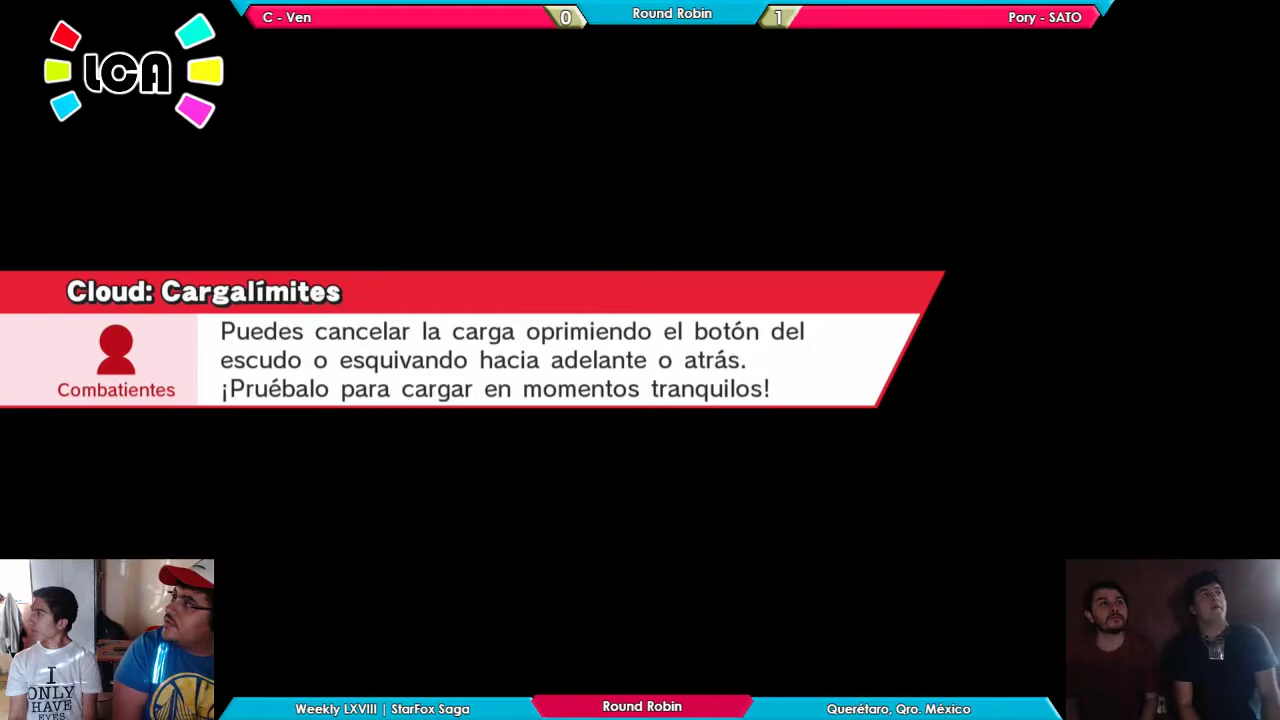 C - Ven
0
Round Robin
1
Pory - SATO
LCA
Cloud: Cargalímites
Combatientes
Puedes cancelar la carga oprimiendo el botón del
escudo o esquivando hacia adelante o atrás.
¡Pruébalo para cargar en momentos tranquilos!
I
ONLY
HAVE
EYES
Weekly LXVIII | StarFox Saga
Round Robin
Querétaro, Qro. México